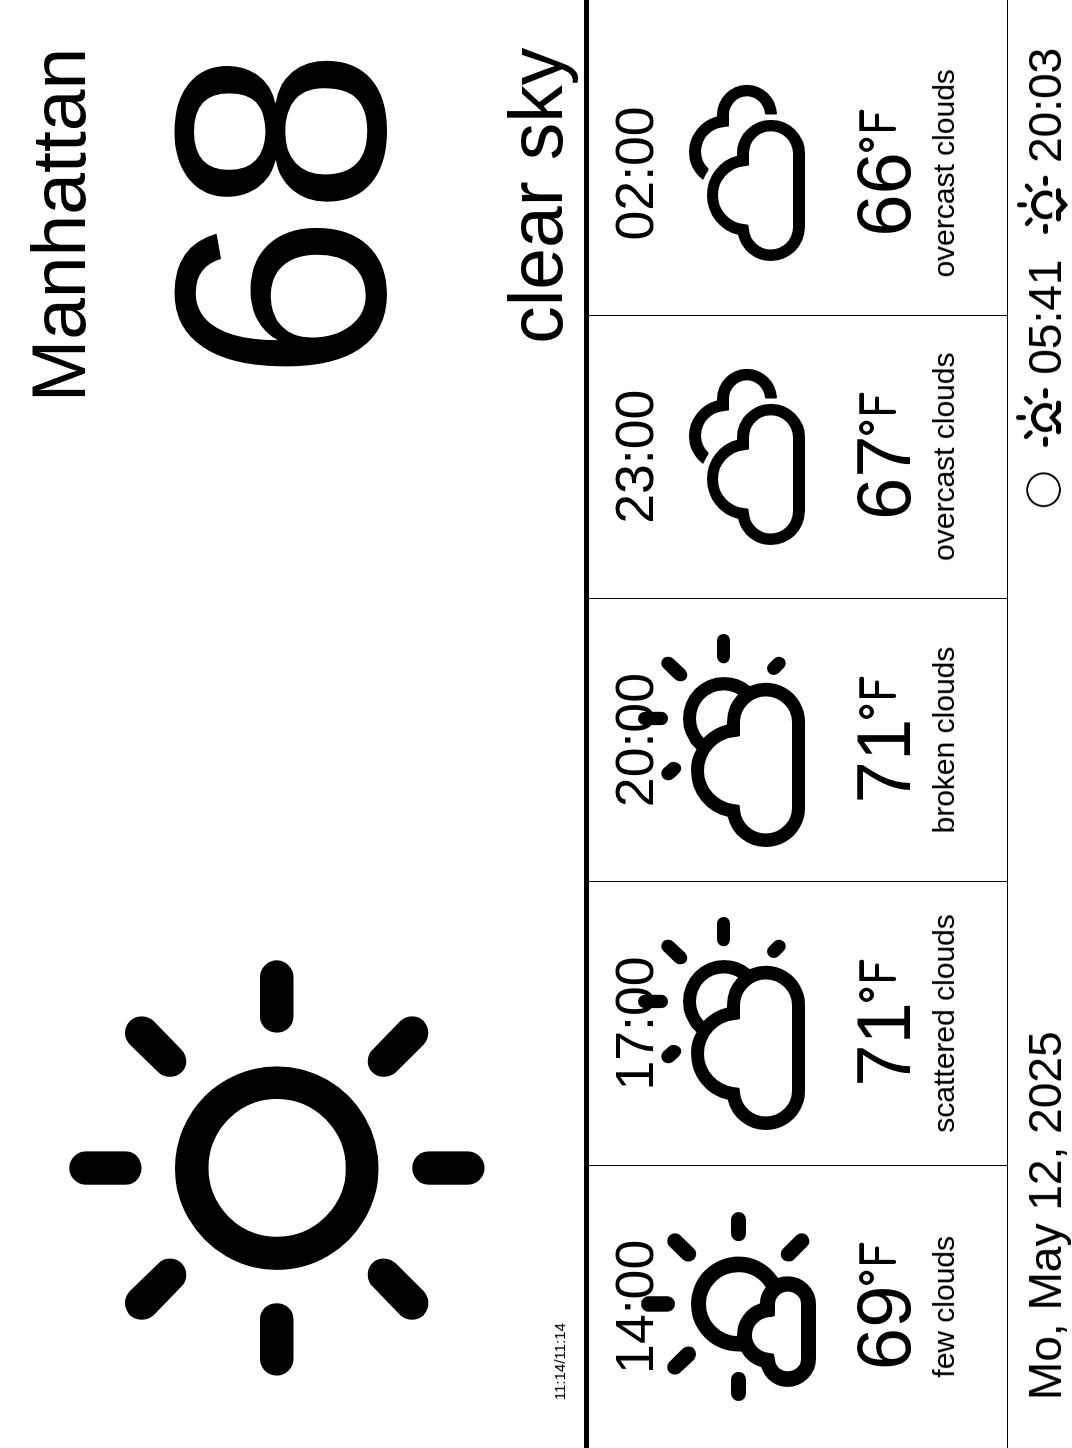 Manhattan
68
clear sky
11:14/11:14
14:00
69°F
few clouds
17:00
71°F
scattered clouds
20:00
71°F
broken clouds
23:00
67°F
overcast clouds
02:00
66°F
overcast clouds
Mo, May 12, 2025
05:41 20:03